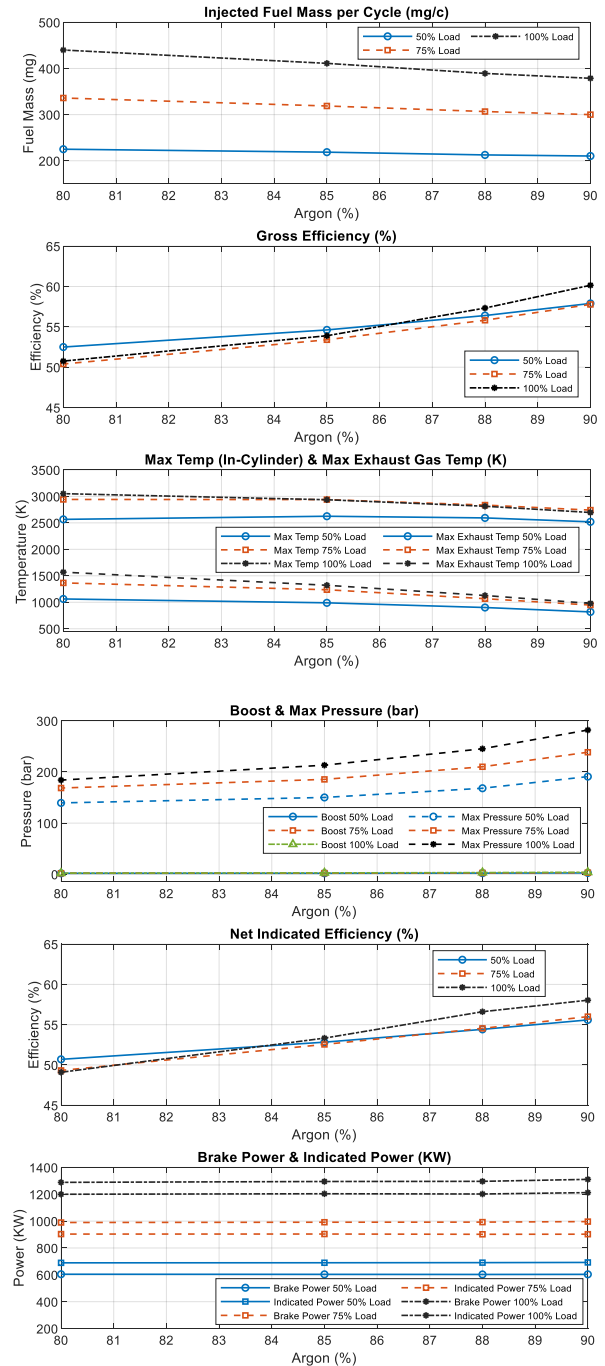 Injected Fuel Mass per Cycle (mg/c)
500
400
300
200
Fuel Mass (mg)
50% Load
100% Load
75% Load
80 81 82 83 84 85 86 87 88 89 90
Argon (%)
Gross Efficiency (%)
65
60
55
50
45
Efficiency (%)
50% Load
75% Load
100% Load
80 81 82 83 84 85 86 87 88 89 90
Argon (%)
Max Temp (In-Cylinder) & Max Exhaust Gas Temp (K)
3500
3000
2500
2000
1500
1000
500
Temperature (K)
Max Temp 50% Load
Max Exhaust Temp 50% Load
Max Temp 75% Load
Max Exhaust Temp 75% Load
Max Temp 100% Load
Max Exhaust Temp 100% Load
80 81 82 83 84 85 86 87 88 89 90
Argon (%)
Boost & Max Pressure (bar)
300
200
100
0
Pressure (bar)
Boost 50% Load
Max Pressure 50% Load
Boost 75% Load
Max Pressure 75% Load
Boost 100% Load
Max Pressure 100% Load
80 81 82 83 84 85 86 87 88 89 90
Argon (%)
Net Indicated Efficiency (%)
65
60
55
50
45
Efficiency (%)
50% Load
75% Load
100% Load
80 81 82 83 84 85 86 87 88 89 90
Argon (%)
Brake Power & Indicated Power (KW)
1400
1200
1000
800
600
400
200
Power (KW)
Brake Power 50% Load
Indicated Power 75% Load
Indicated Power 50% Load
Brake Power 100% Load
Brake Power 75% Load
Indicated Power 100% Load
80 81 82 83 84 85 86 87 88 89 90
Argon (%)